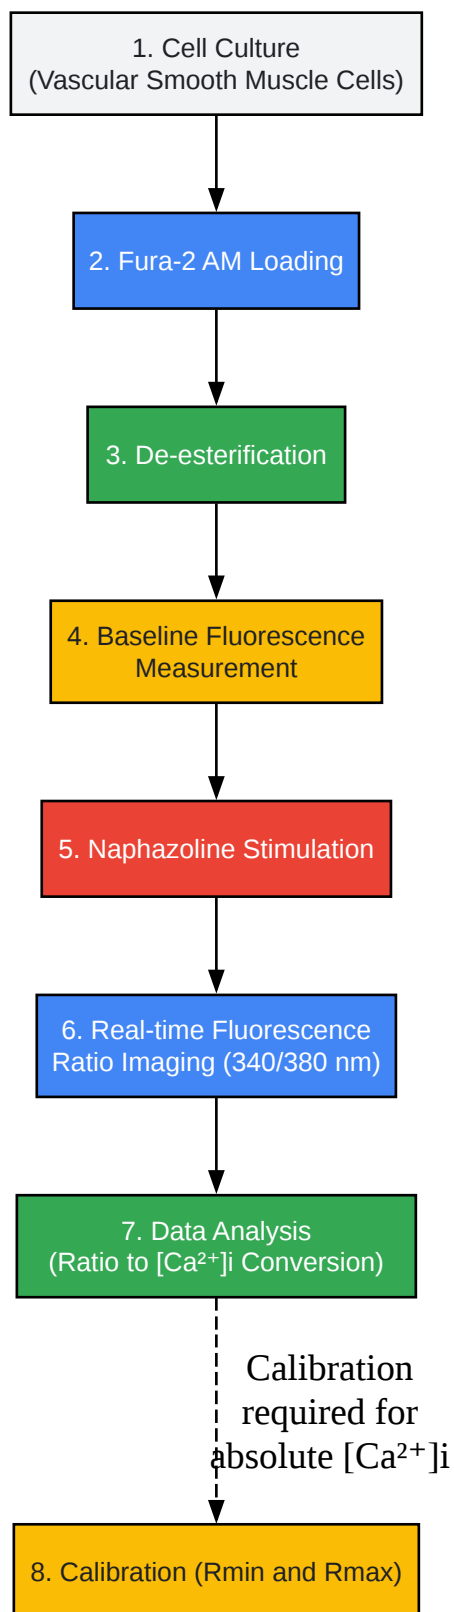 1. Cell Culture
(Vascular Smooth Muscle Cells)
2. Fura-2 AM Loading
3. De-esterification
4. Baseline Fluorescence
Measurement
5. Naphazoline Stimulation
6. Real-time Fluorescence
Ratio Imaging (340/380 nm)
7. Data Analysis
(Ratio to [Ca²⁺]i Conversion)
Calibration
required for
absolute [Ca²⁺]i
8. Calibration (Rmin and Rmax)